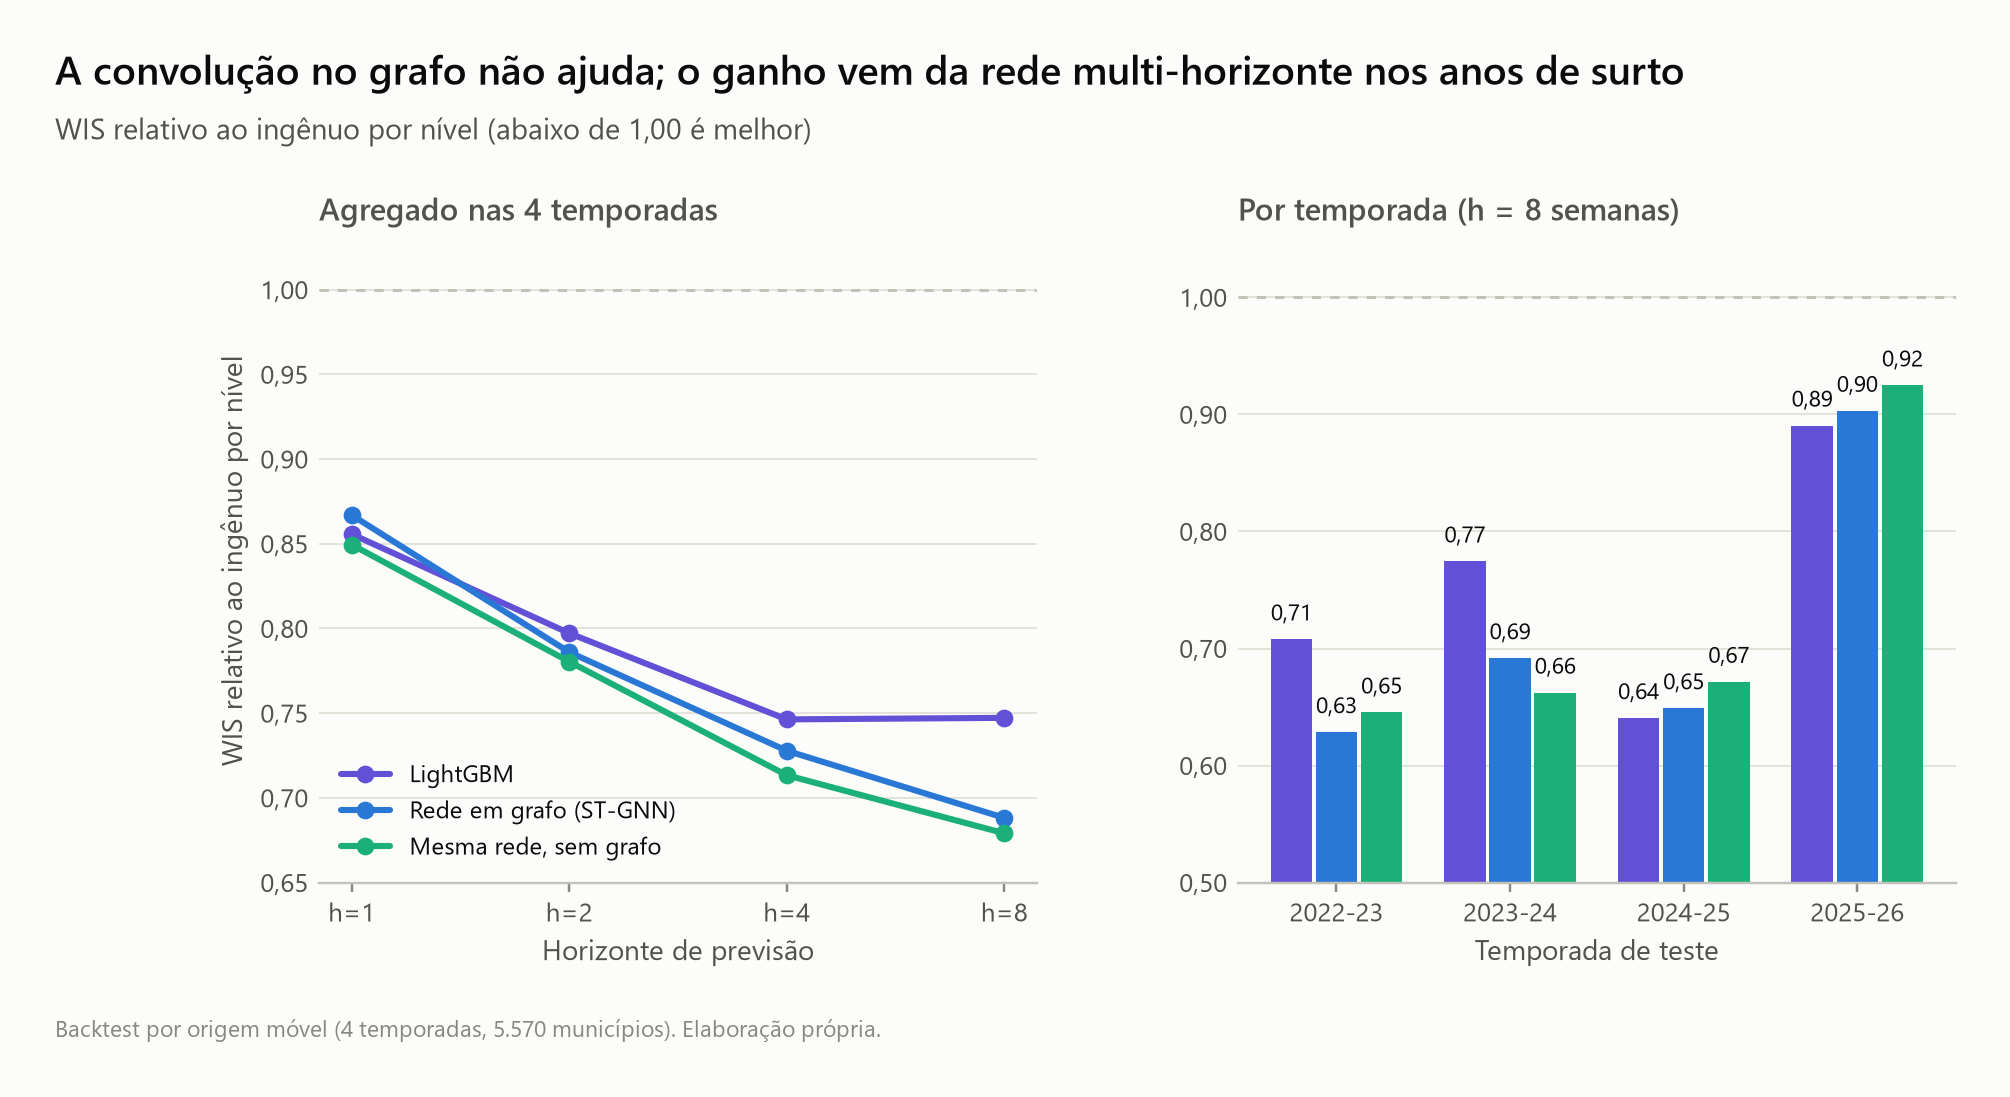 A convolução no grafo não ajuda; o ganho vem da rede multi-horizonte nos anos de surto
WIS relativo ao ingênuo por nível (abaixo de 1,00 é melhor)
Agregado nas 4 temporadas
WIS relativo ao ingênuo por nível
1,00
0,95
0,90
0,85
0,80
0,75
0,70
0,65
LightGBM
Rede em grafo (ST-GNN)
Mesma rede, sem grafo
h=1
h=2
h=4
h=8
Horizonte de previsão
Por temporada (h = 8 semanas)
1,00
0,90
0,80
0,70
0,60
0,50
0,71
0,63
0,65
0,77
0,69
0,66
0,64
0,65
0,67
0,89
0,90
0,92
2022-23
2023-24
2024-25
2025-26
Temporada de teste
Backtest por origem móvel (4 temporadas, 5.570 municípios). Elaboração própria.